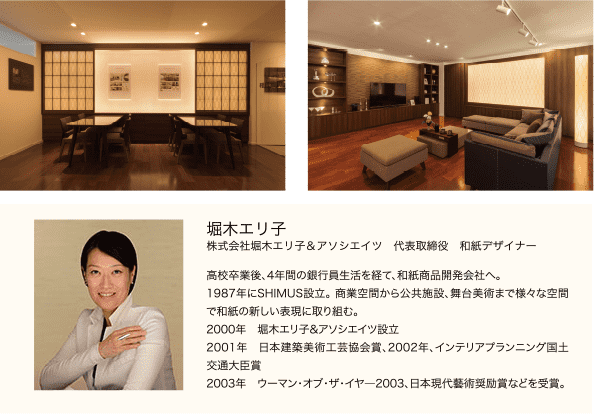 堀木エリ子
株式会社堀木エリ子＆アソシエイツ　代表取締役　和紙デザイナー
高校卒業後、4年間の銀行員生活を経て、和紙商品開発会社へ。
1987年にSHIMUS設立。商業空間から公共施設、舞台美術まで様々な空間
で和紙の新しい表現に取り組む。
2000年　堀木エリ子&アソシエイツ設立
2001年　日本建築美術工芸協会賞、2002年、インテリアプランニング国土
交通大臣賞
2003年　ウーマン・オブ・ザ・イヤ―2003、日本現代藝術奨励賞などを受賞。